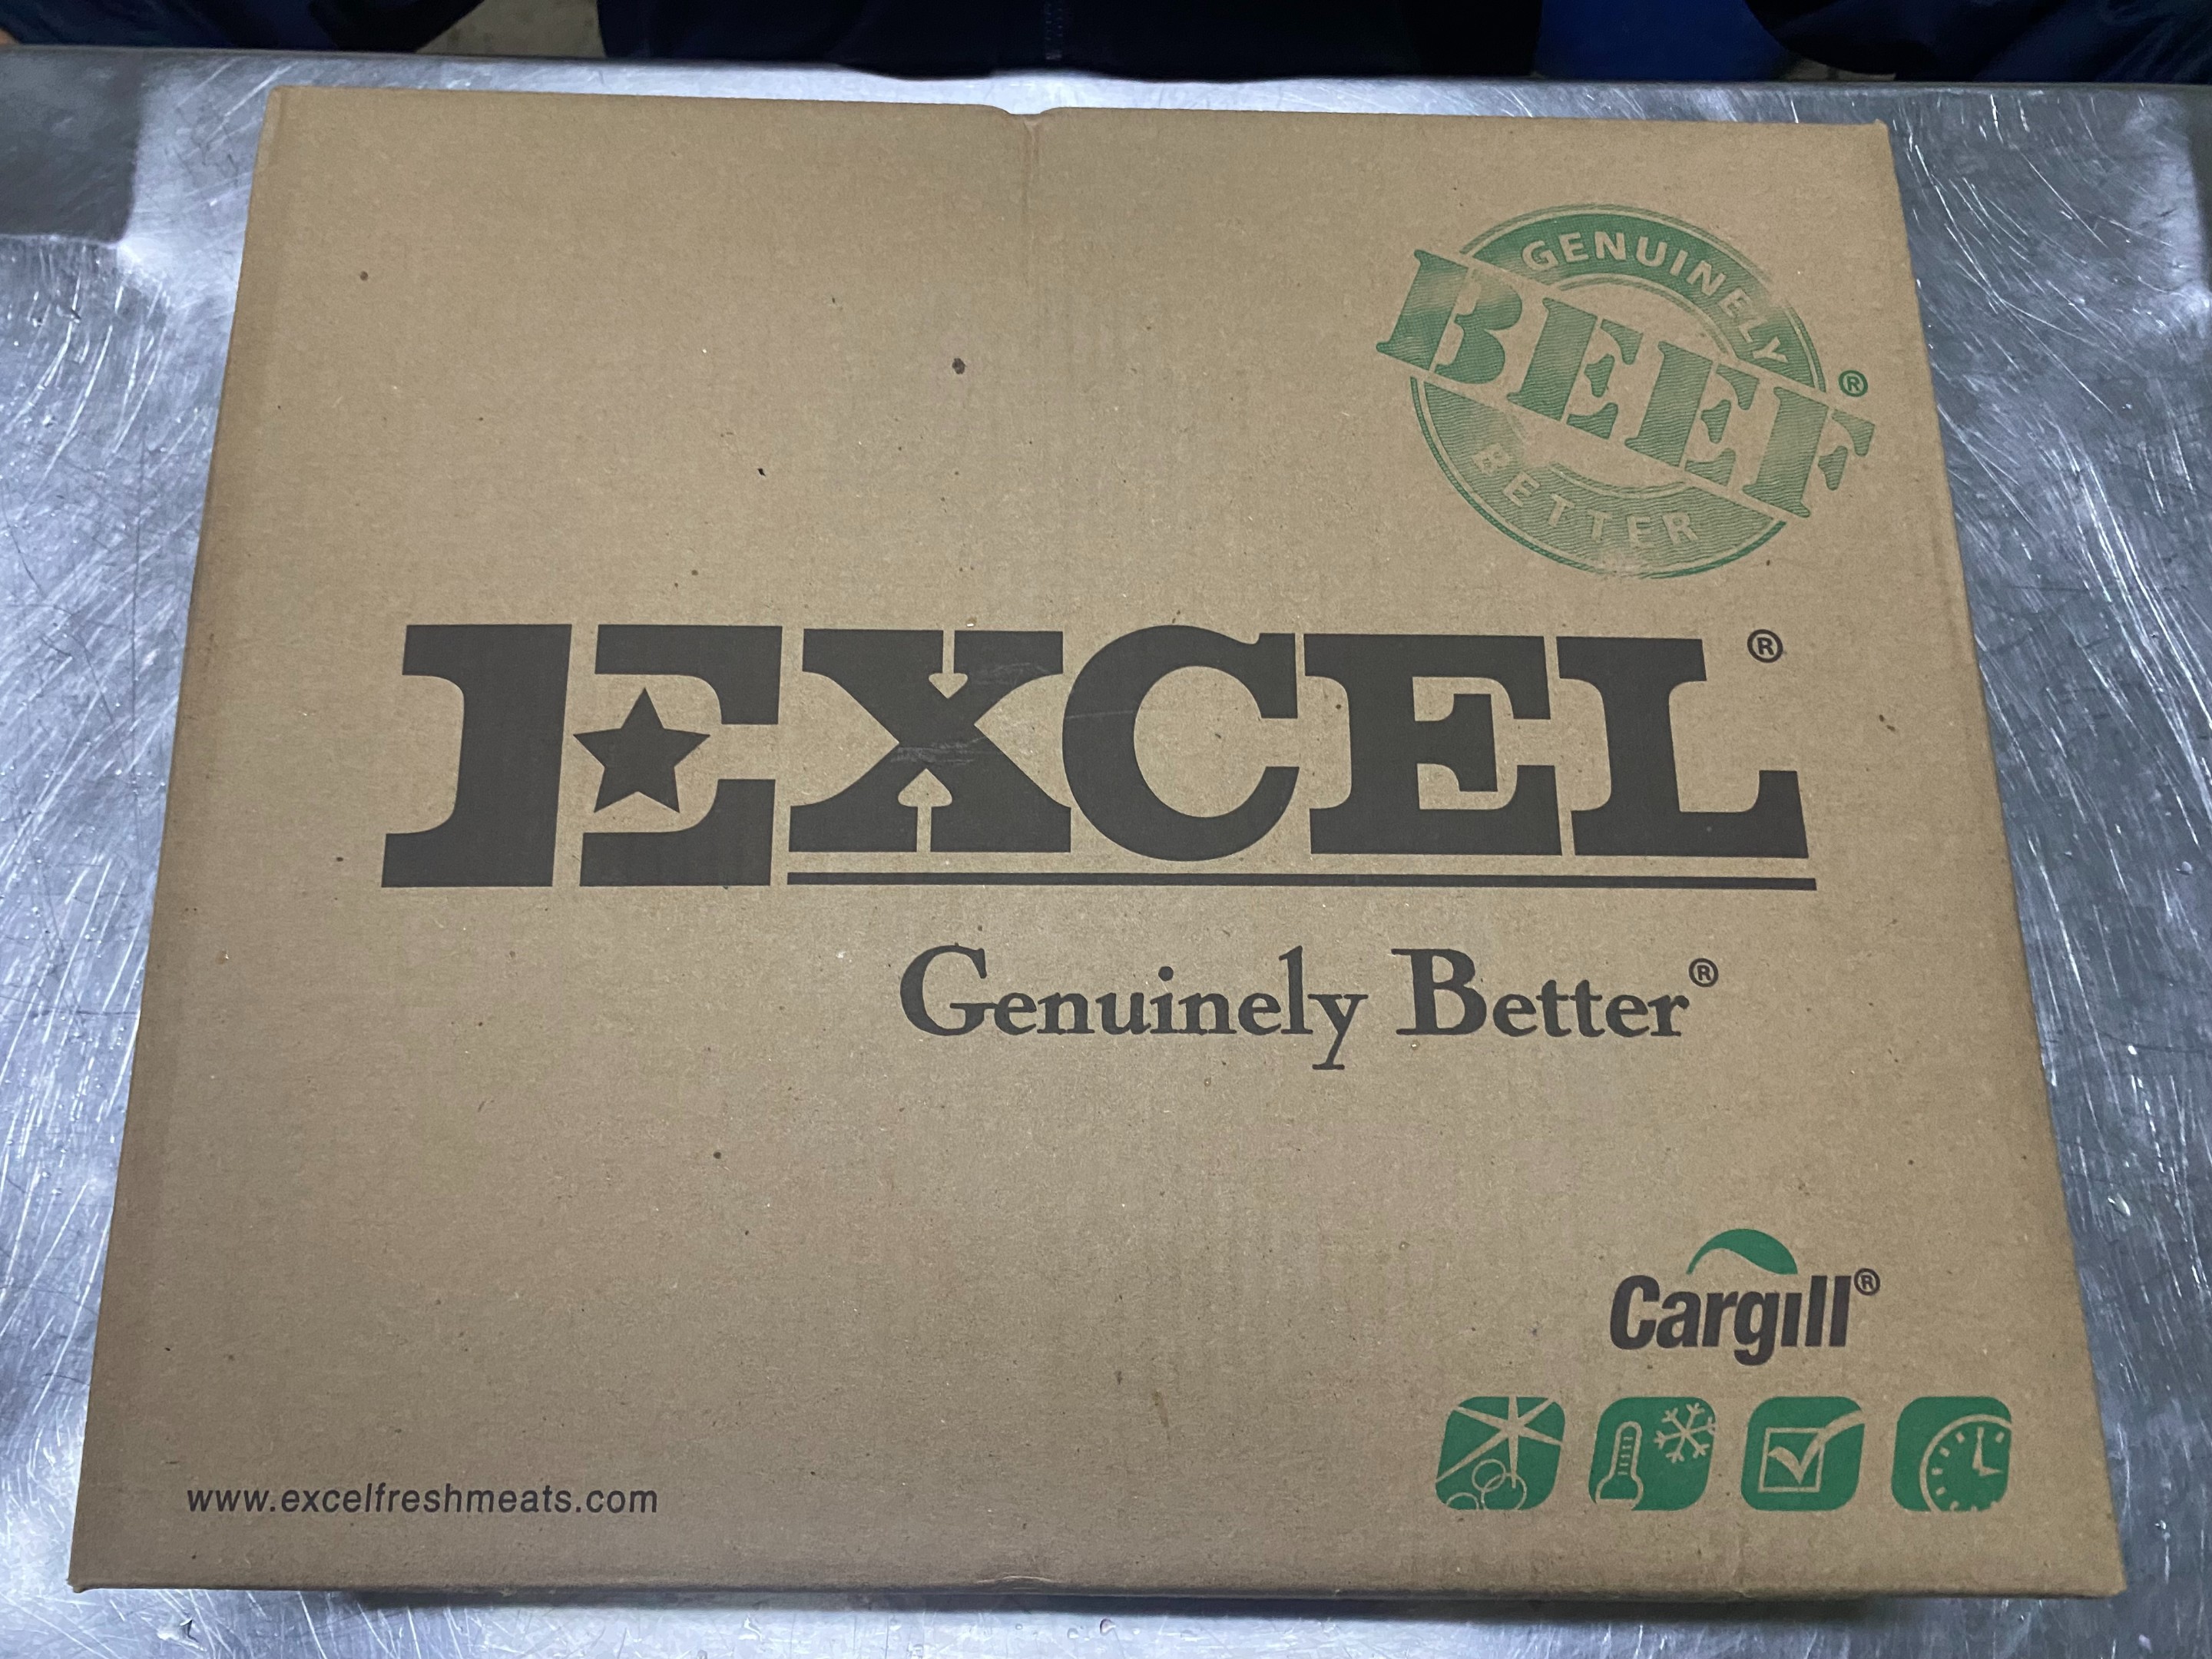 GENUINELY
BEEF®
BETTER
EXCEL®
Genuinely Better®
Cargill®
www.excelfreshmeats.com